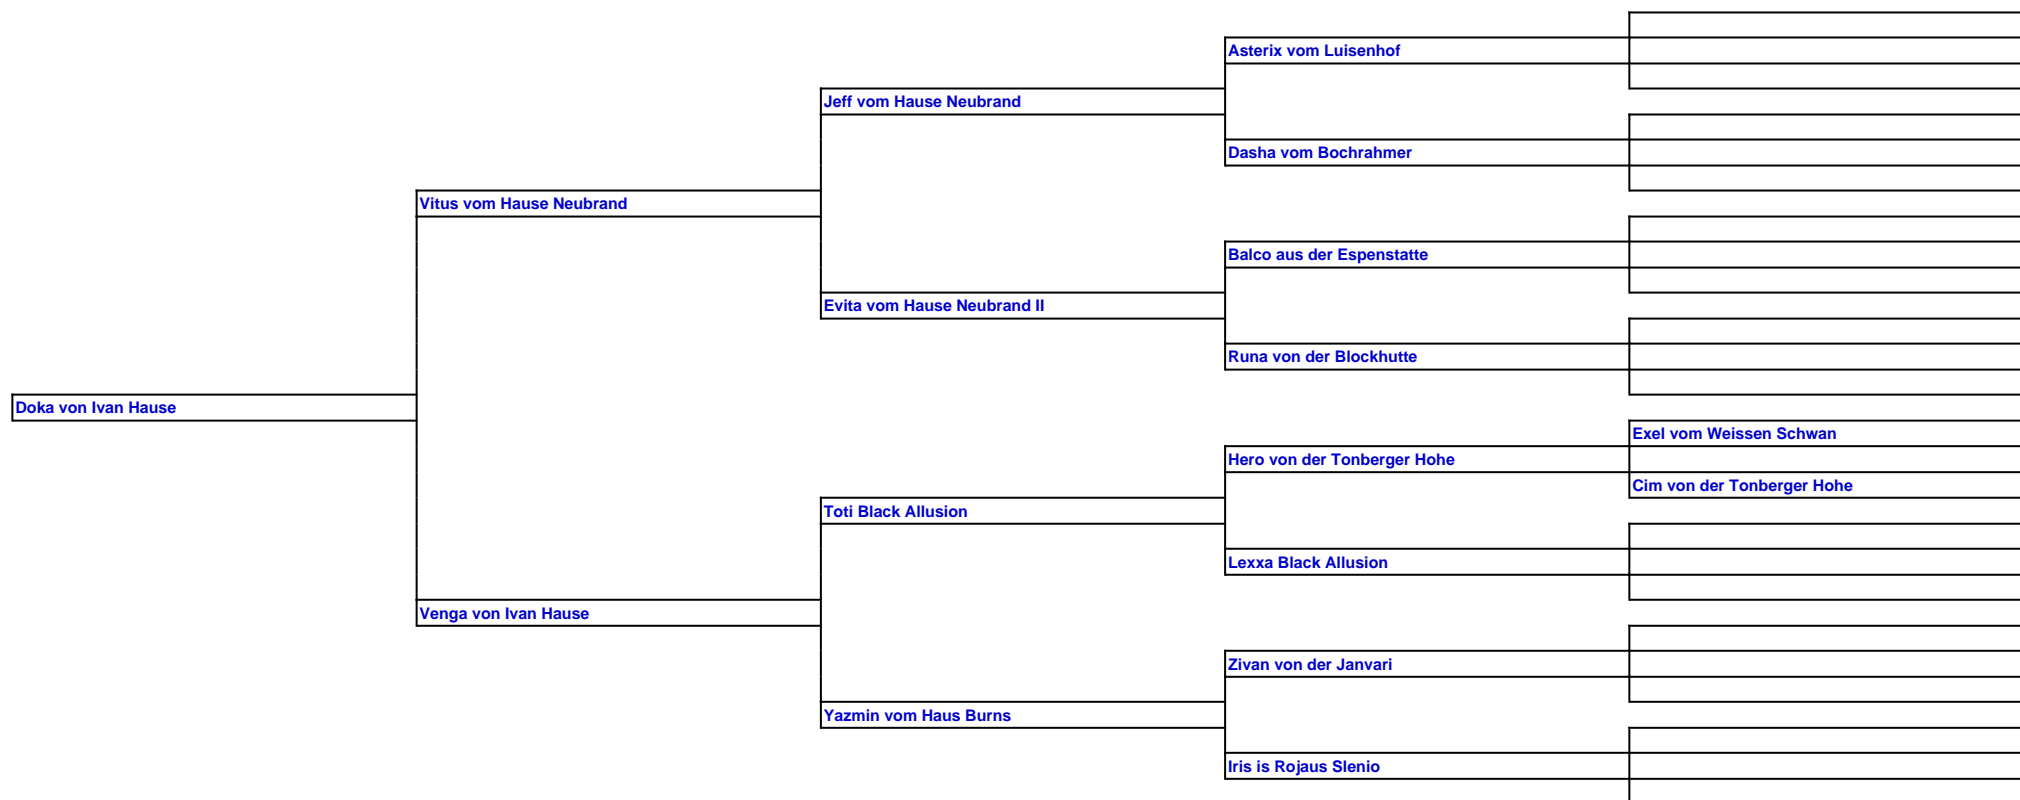 Asterix vom Luisenhof
Jeff vom Hause Neubrand
Dasha vom Bochrahmer
Vitus vom Hause Neubrand
Balco aus der Espenstatte
Evita vom Hause Neubrand II
Runa von der Blockhutte
Doka von Ivan Hause
Exel vom Weissen Schwan
Hero von der Tonberger Hohe
Cim von der Tonberger Hohe
Toti Black Allusion
Lexxa Black Allusion
Venga von Ivan Hause
Zivan von der Janvari
Yazmin vom Haus Burns
Iris is Rojaus Slenio